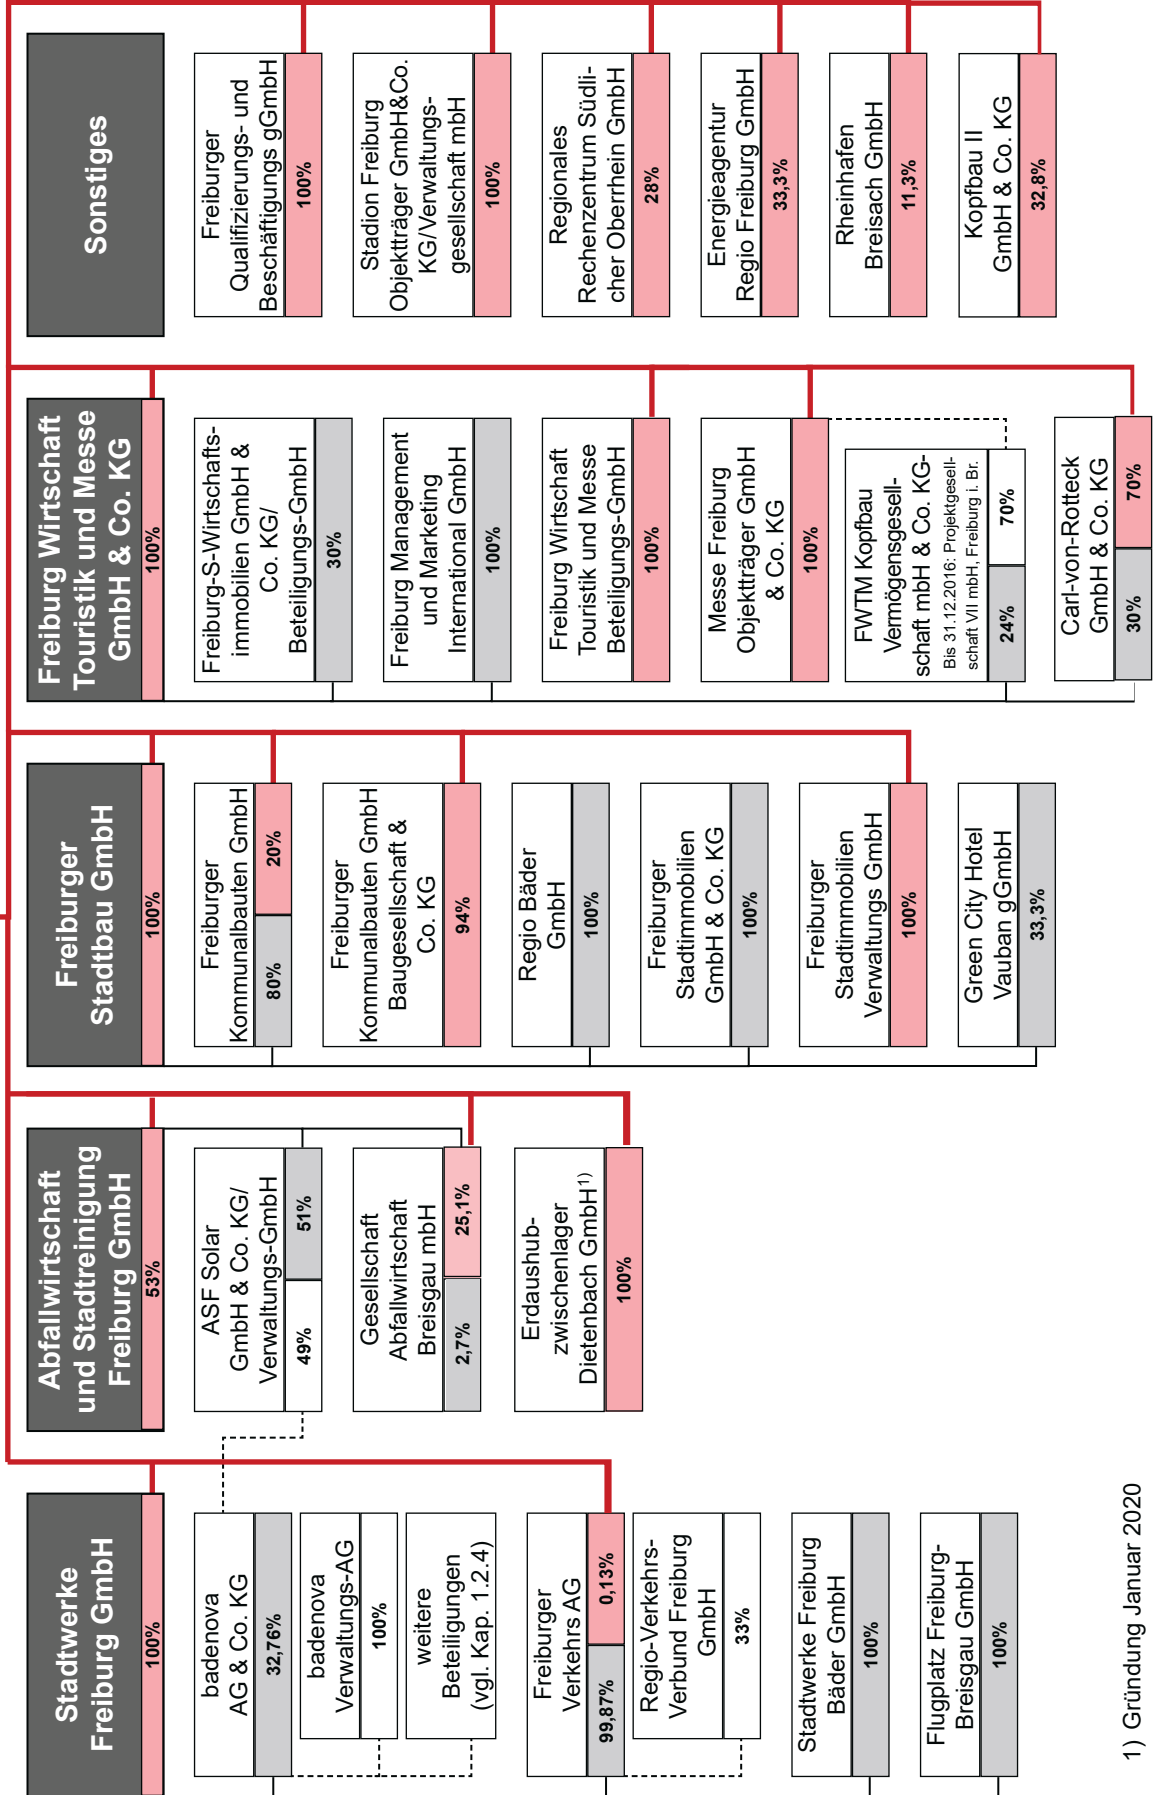 Stadtwerke
Freiburg GmbH
100%
badenova
AG & Co. KG
32,76%
badenova
Verwaltungs-AG
100%
weitere
Beteiligungen
(vgl. Kap. 1.2.4)
Freiburger
Verkehrs AG
99,87%
0,13%
Regio-Verkehrs-
Verbund Freiburg
GmbH
33%
Stadtwerke Freiburg
Bäder GmbH
100%
Flugplatz Freiburg-
Breisgau GmbH
100%
Abfallwirtschaft
und Stadtreinigung
Freiburg GmbH
53%
ASF Solar
GmbH & Co. KG/
Verwaltungs-GmbH
49%
51%
Gesellschaft
Abfallwirtschaft
Breisgau mbH
2,7%
25,1%
Erdaushub-
zwischenlager
Dietenbach GmbH1)
100%
Freiburger
Stadtbau GmbH
100%
Freiburger
Kommunalbauten GmbH
80%
20%
Freiburger
Kommunalbauten GmbH
Baugesellschaft &
Co. KG
94%
Regio Bäder
GmbH
100%
Freiburger
Stadtimmobilien
GmbH & Co. KG
100%
Freiburger
Stadtimmobilien
Verwaltungs GmbH
100%
Green City Hotel
Vauban gGmbH
33,3%
Freiburg Wirtschaft
Touristik und Messe
GmbH & Co. KG
100%
Freiburg-S-Wirtschafts-
immobilien GmbH &
Co. KG/
Beteiligungs-GmbH
30%
Freiburg Management
und Marketing
International GmbH
100%
Freiburg Wirtschaft
Touristik und Messe
Beteiligungs-GmbH
100%
Messe Freiburg
Objektträger GmbH
& Co. KG
100%
FWTM Kopfbau
Vermögensgesell-
schaft mbH & Co. KG-
Bis 31.12.2016: Projektgesell-
schaft VII mbH, Freiburg i. Br.
24%
70%
Carl-von-Rotteck
GmbH & Co. KG
30%
70%
Sonstiges
Freiburger
Qualifizierungs- und
Beschäftigungs gGmbH
100%
Stadion Freiburg
Objektträger GmbH&Co.
KG/Verwaltungs-
gesellschaft mbH
100%
Regionales
Rechenzentrum Südli-
cher Oberrhein GmbH
28%
Energieagentur
Regio Freiburg GmbH
33,3%
Rheinhafen
Breisach GmbH
11,3%
Kopfbau II
GmbH & Co. KG
32,8%
1) Gründung Januar 2020